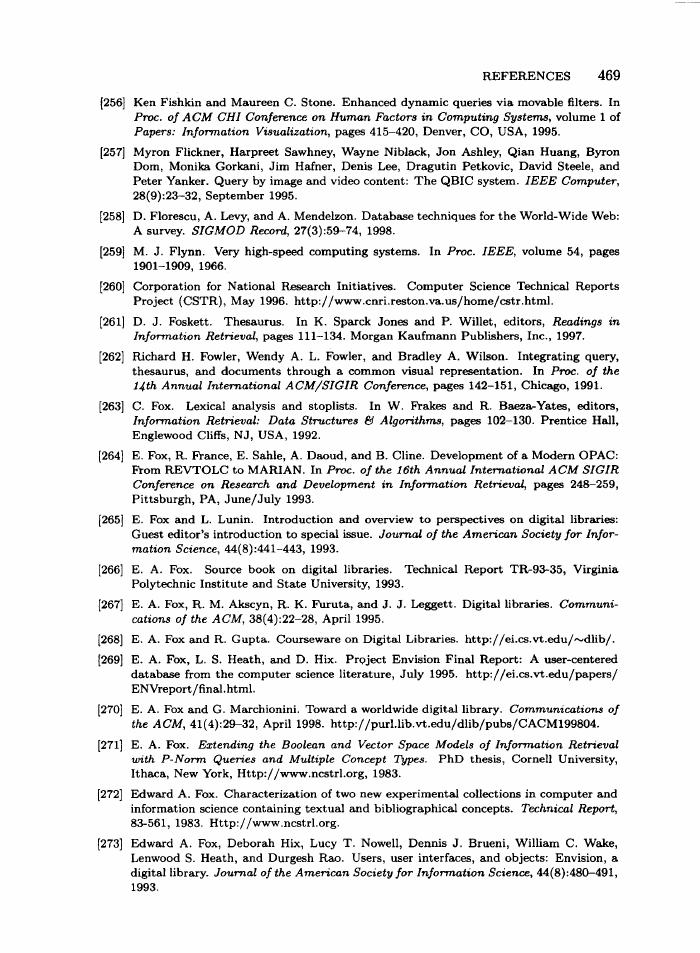 REFERENCES 469
[256] Ken Fishkin and Maureen C. Stone. Enhanced dynamic queries via movable filters. In
Proc. of ACM CHI Conference on Human Factors in Computing Systems, volume 1 of
Papers: Information Visualization, pages 415–420, Denver, CO, USA, 1995.
[257] Myron Flickner, Harpreet Sawhney, Wayne Niblack, Jon Ashley, Qian Huang, Byron
Dom, Monika Gorkani, Jim Hafner, Denis Lee, Dragutin Petkovic, David Steele, and
Peter Yanker. Query by image and video content: The QBIC system. IEEE Computer,
28(9):23–32, September 1995.
[258] D. Florescu, A. Levy, and A. Mendelzon. Database techniques for the World-Wide Web:
A survey. SIGMOD Record, 27(3):59–74, 1998.
[259] M. J. Flynn. Very high-speed computing systems. In Proc. IEEE, volume 54, pages
1901–1909, 1966.
[260] Corporation for National Research Initiatives. Computer Science Technical Reports
Project (CSTR), May 1996. http://www.cnri.reston.va.us/home/cstr.html.
[261] D. J. Foskett. Thesaurus. In K. Sparck Jones and P. Willet, editors, Readings in
Information Retrieval, pages 111–134. Morgan Kaufmann Publishers, Inc., 1997.
[262] Richard H. Fowler, Wendy A. L. Fowler, and Bradley A. Wilson. Integrating query,
thesaurus, and documents through a common visual representation. In Proc. of the
14th Annual International ACM/SIGIR Conference, pages 142–151, Chicago, 1991.
[263] C. Fox. Lexical analysis and stoplists. In W. Frakes and R. Baeza-Yates, editors,
Information Retrieval: Data Structures & Algorithms, pages 102–130. Prentice Hall,
Englewood Cliffs, NJ, USA, 1992.
[264] E. Fox, R. France, E. Sahle, A. Daoud, and B. Cline. Development of a Modern OPAC:
From REVTOLC to MARIAN. In Proc. of the 16th Annual International ACM SIGIR
Conference on Research and Development in Information Retrieval, pages 248–259,
Pittsburgh, PA, June/July 1993.
[265] E. Fox and L. Lunin. Introduction and overview to perspectives on digital libraries:
Guest editor's introduction to special issue. Journal of the American Society for Infor-
mation Science, 44(8):441–443, 1993.
[266] E. A. Fox. Source book on digital libraries. Technical Report TR-93-35, Virginia
Polytechnic Institute and State University, 1993.
[267] E. A. Fox, R. M. Akscyn, R. K. Furuta, and J. J. Leggett. Digital libraries. Communi-
cations of the ACM, 38(4):22–28, April 1995.
[268] E. A. Fox and R. Gupta. Courseware on Digital Libraries. http://ei.cs.vt.edu/~dlib/.
[269] E. A. Fox, L. S. Heath, and D. Hix. Project Envision Final Report: A user-centered
database from the computer science literature, July 1995. http://ei.cs.vt.edu/papers/
ENVreport/final.html.
[270] E. A. Fox and G. Marchionini. Toward a worldwide digital library. Communications of
the ACM, 41(4):29–32, April 1998. http://purl.lib.vt.edu/dlib/pubs/CACM199804.
[271] E. A. Fox. Extending the Boolean and Vector Space Models of Information Retrieval
with P-Norm Queries and Multiple Concept Types. PhD thesis, Cornell University,
Ithaca, New York, Http://www.ncstrl.org, 1983.
[272] Edward A. Fox. Characterization of two new experimental collections in computer and
information science containing textual and bibliographical concepts. Technical Report,
83-561, 1983. Http://www.ncstrl.org.
[273] Edward A. Fox, Deborah Hix, Lucy T. Nowell, Dennis J. Brueni, William C. Wake,
Lenwood S. Heath, and Durgesh Rao. Users, user interfaces, and objects: Envision, a
digital library. Journal of the American Society for Information Science, 44(8):480–491,
1993.